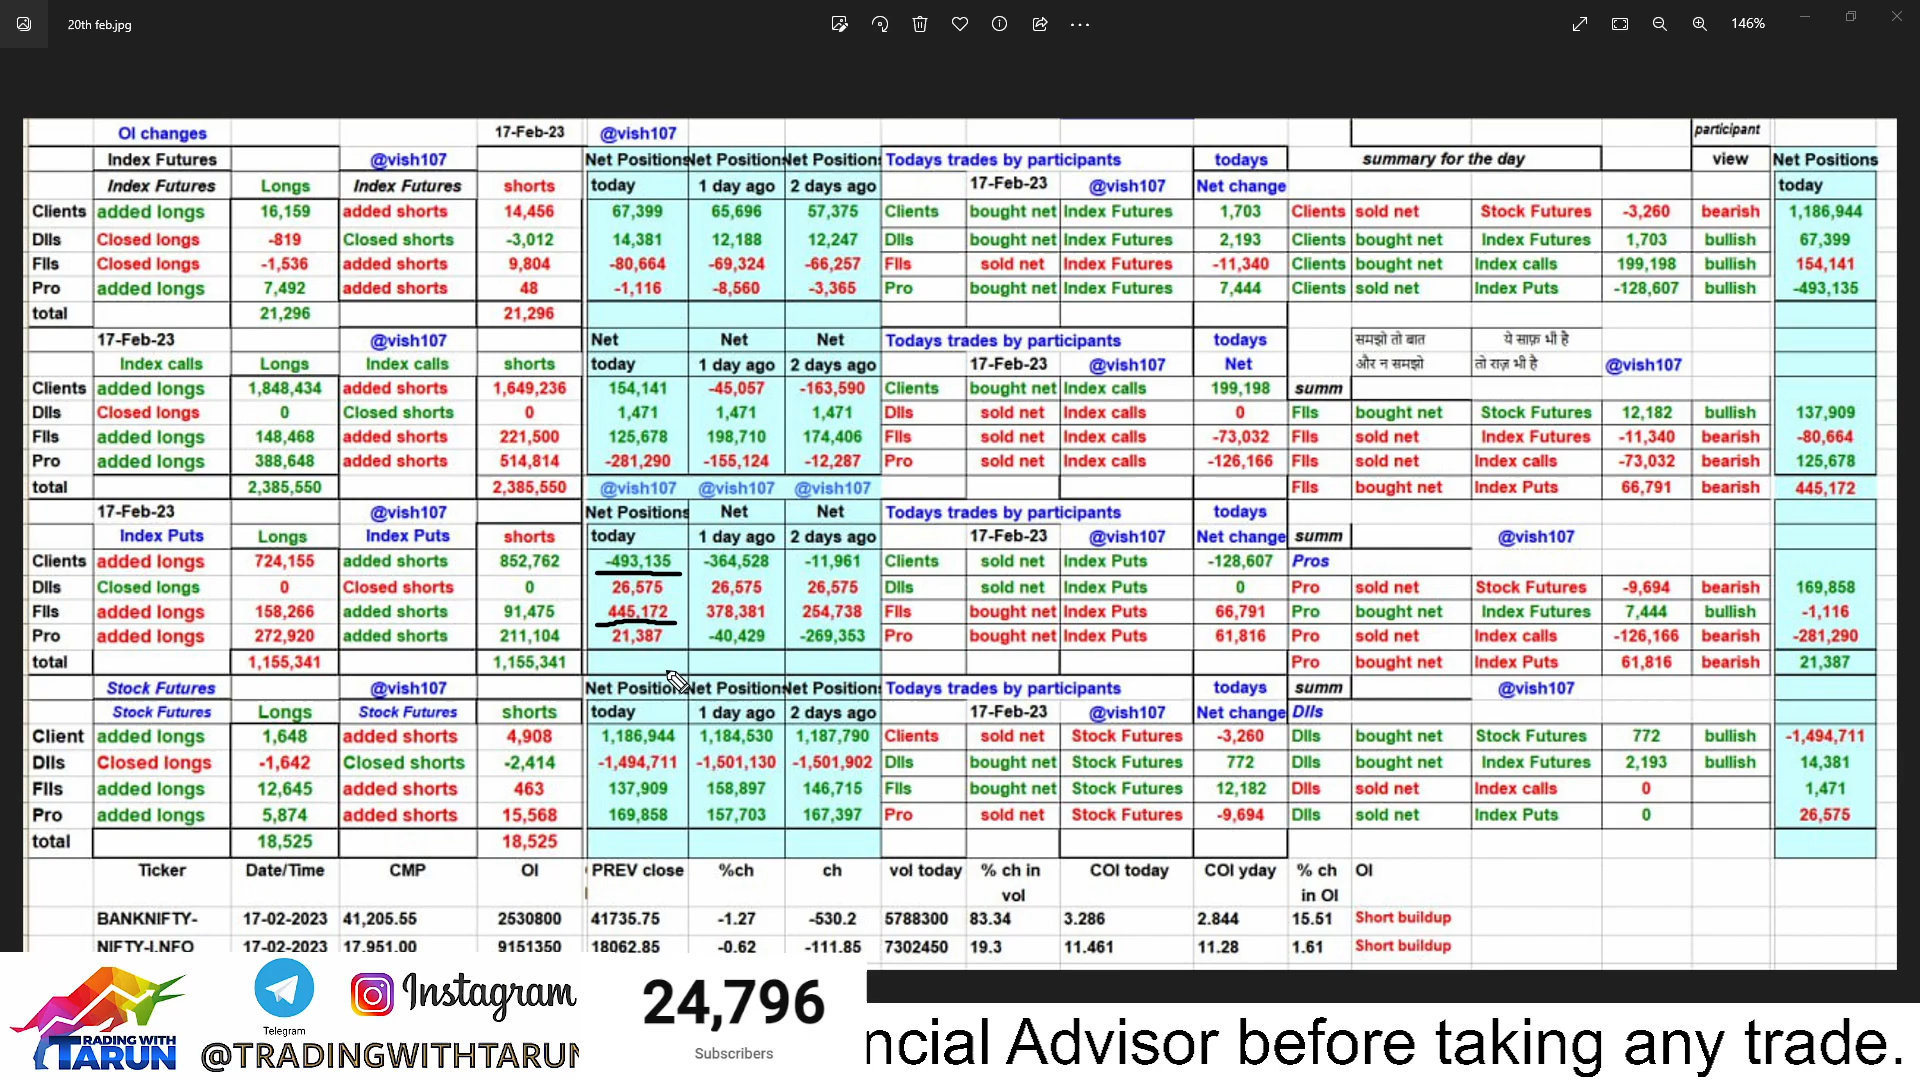 20th feb.jpg
146%
OI changes 17-Feb-23 @vish107 participant
Index Futures @vish107 Net Positions Net Positions Net Positions Todays trades by participants todays summary for the day view Net Positions
Index Futures Longs Index Futures shorts today 1 day ago 2 days ago 17-Feb-23 @vish107 Net change today
Clients added longs 16,159 added shorts 14,456 67,399 65,696 57,375 Clients bought net Index Futures 1,703 Clients sold net Stock Futures -3,260 bearish 1,186,944
DIIs Closed longs -819 Closed shorts -3,012 14,381 12,188 12,247 DIIs bought net Index Futures 2,193 Clients bought net Index Futures 1,703 bullish 67,399
FIIs Closed longs -1,536 added shorts 9,804 -80,664 -69,324 -66,257 FIIs sold net Index Futures -11,340 Clients bought net Index calls 199,198 bullish 154,141
Pro added longs 7,492 added shorts 48 -1,116 -8,560 -3,365 Pro bought net Index Futures 7,444 Clients sold net Index Puts -128,607 bullish -493,135
total 21,296 21,296
17-Feb-23 @vish107 Net Net Net Todays trades by participants todays समझो तो बात ये साफ़ भी है
Index calls Longs Index calls shorts today 1 day ago 2 days ago 17-Feb-23 @vish107 Net और न समझो तो राज़ भी है @vish107
Clients added longs 1,848,434 added shorts 1,649,236 154,141 -45,057 -163,590 Clients bought net Index calls 199,198 summ
DIIs Closed longs 0 Closed shorts 0 1,471 1,471 1,471 DIIs sold net Index calls 0 FIIs bought net Stock Futures 12,182 bullish 137,909
FIIs added longs 148,468 added shorts 221,500 125,678 198,710 174,406 FIIs sold net Index calls -73,032 FIIs sold net Index Futures -11,340 bearish -80,664
Pro added longs 388,648 added shorts 514,814 -281,290 -155,124 -12,287 Pro sold net Index calls -126,166 FIIs sold net Index calls -73,032 bearish 125,678
total 2,385,550 2,385,550 @vish107 @vish107 @vish107 FIIs bought net Index Puts 66,791 bearish 445,172
17-Feb-23 @vish107 Net Positions Net Net Todays trades by participants todays
Index Puts Longs Index Puts shorts today 1 day ago 2 days ago 17-Feb-23 @vish107 Net change summ @vish107
Clients added longs 724,155 added shorts 852,762 -493,135 -364,528 -11,961 Clients sold net Index Puts -128,607 Pros
DIIs Closed longs 0 Closed shorts 0 26,575 26,575 26,575 DIIs sold net Index Puts 0 Pro sold net Stock Futures -9,694 bearish 169,858
FIIs added longs 158,266 added shorts 91,475 445,172 378,381 254,738 FIIs bought net Index Puts 66,791 Pro bought net Index Futures 7,444 bullish -1,116
Pro added longs 272,920 added shorts 211,104 21,387 -40,429 -269,353 Pro bought net Index Puts 61,816 Pro sold net Index calls -126,166 bearish -281,290
total 1,155,341 1,155,341 Pro bought net Index Puts 61,816 bearish 21,387
Stock Futures @vish107 Net Position Net Positions Net Positions Todays trades by participants todays summ @vish107
Stock Futures Longs Stock Futures shorts today 1 day ago 2 days ago 17-Feb-23 @vish107 Net change DIIs
Client added longs 1,648 added shorts 4,908 1,186,944 1,184,530 1,187,790 Clients sold net Stock Futures -3,260 DIIs bought net Stock Futures 772 bullish -1,494,711
DIIs Closed longs -1,642 Closed shorts -2,414 -1,494,711 -1,501,130 -1,501,902 DIIs bought net Stock Futures 772 DIIs bought net Index Futures 2,193 bullish 14,381
FIIs added longs 12,645 added shorts 463 137,909 158,897 146,715 FIIs bought net Stock Futures 12,182 DIIs sold net Index calls 0 1,471
Pro added longs 5,874 added shorts 15,568 169,858 157,703 167,397 Pro sold net Stock Futures -9,694 DIIs sold net Index Puts 0 26,575
total 18,525 18,525
Ticker Date/Time CMP OI PREV close %ch ch vol today % ch in vol COI today COI yday % ch in OI OI
BANKNIFTY- 17-02-2023 41,205.55 2530800 41735.75 -1.27 -530.2 5788300 83.34 3.286 2.844 15.51 Short buildup
NIFTY-I.NFO 17-02-2023 17,951.00 9151350 18062.85 -0.62 -111.85 7302450 19.3 11.461 11.28 1.61 Short buildup
TRADING WITH TARUN
Telegram
Instagram
@TRADINGWITHTARUN
24,796
Subscribers
ncial Advisor before taking any trade.